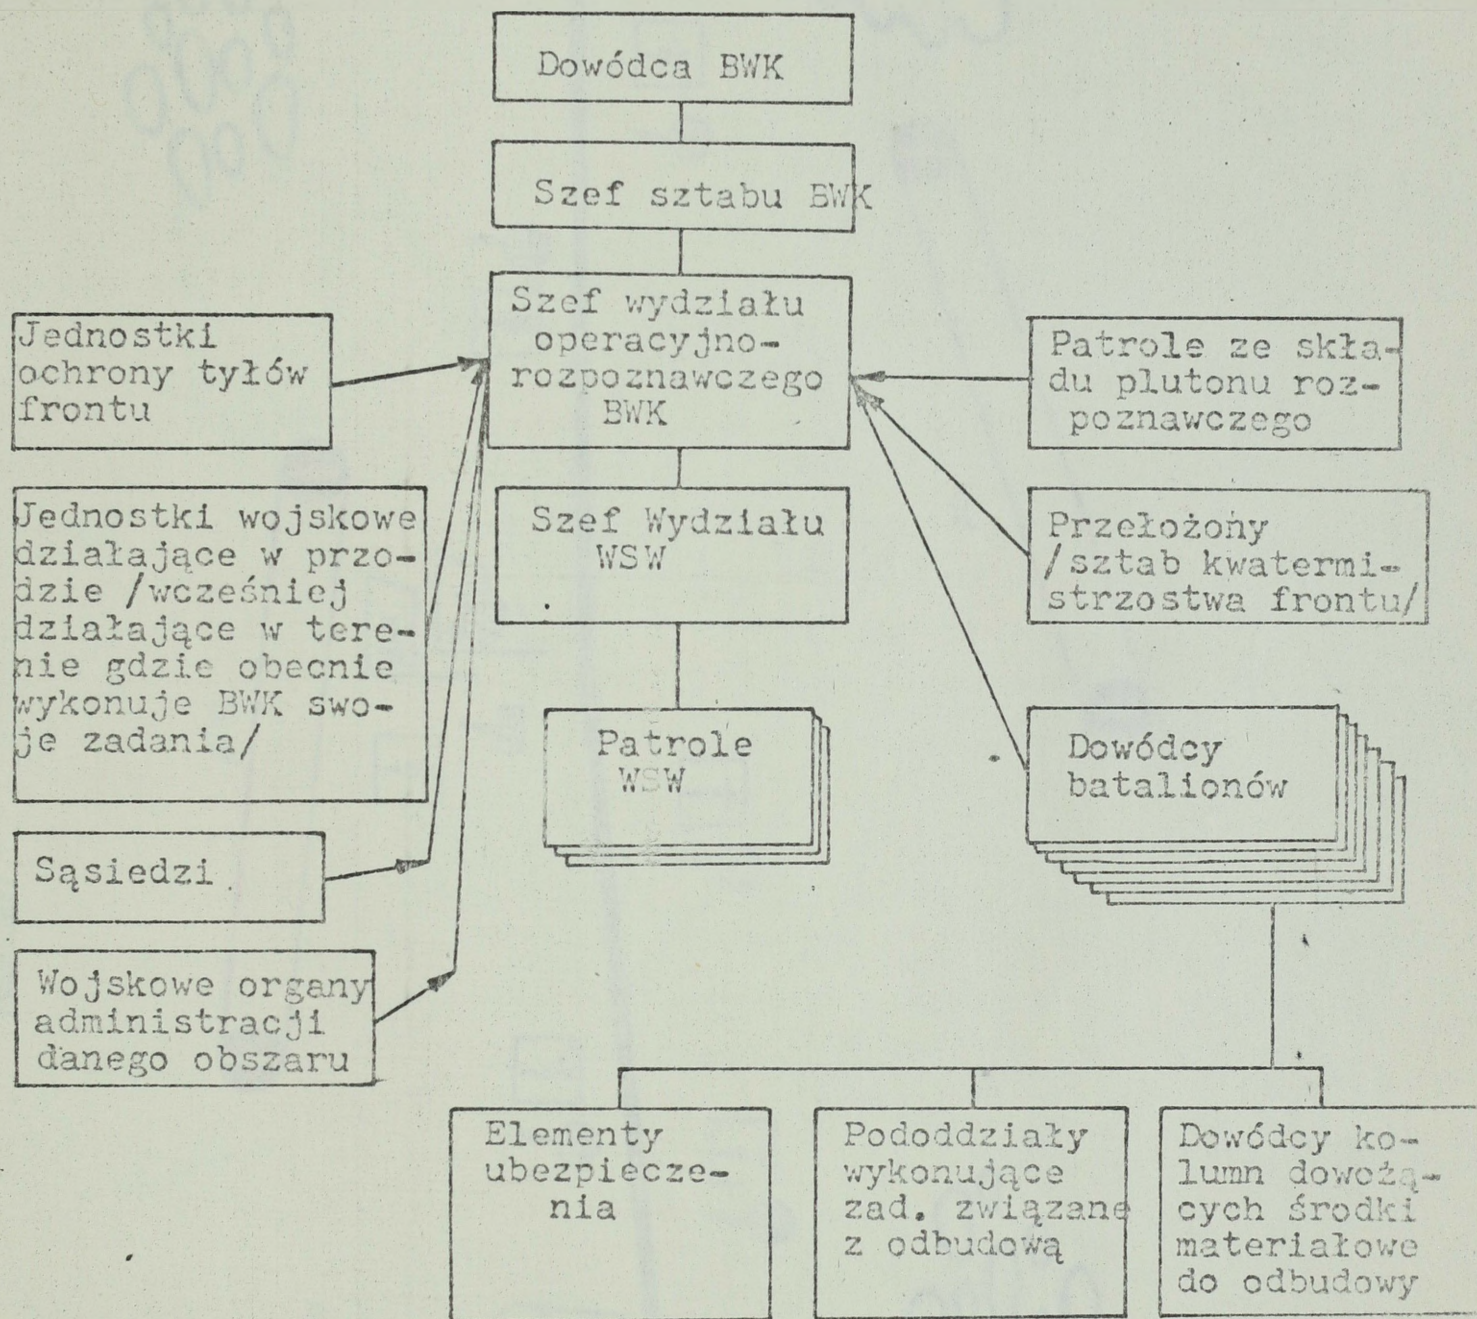 Dowódca BWK
Szef sztabu BWK
Szef wydziału
operacyjno-
rozpoznawczego
BWK
Jednostki
ochrony tyłów
frontu
Patrole ze skła-
du plutonu roz-
poznawczego
Jednostki wojskowe
działające w przo-
dzie /wcześniej
działające w tere-
nie gdzie obecnie
wykonuje BWK swo-
je zadania/
Szef Wydziału
WSW
Przełożony
/sztab kwatermi-
strzostwa frontu/
Patrole
WSW
Dowódcy
batalionów
Sąsiedzi
Wojskowe organy
administracji
danego obszaru
Elementy
ubezpiecze-
nia
Pododdziały
wykonujące
zad. związane
z odbudową
Dowódcy ko-
lumn dowożą-
cych środki
materiałowe
do odbudowy